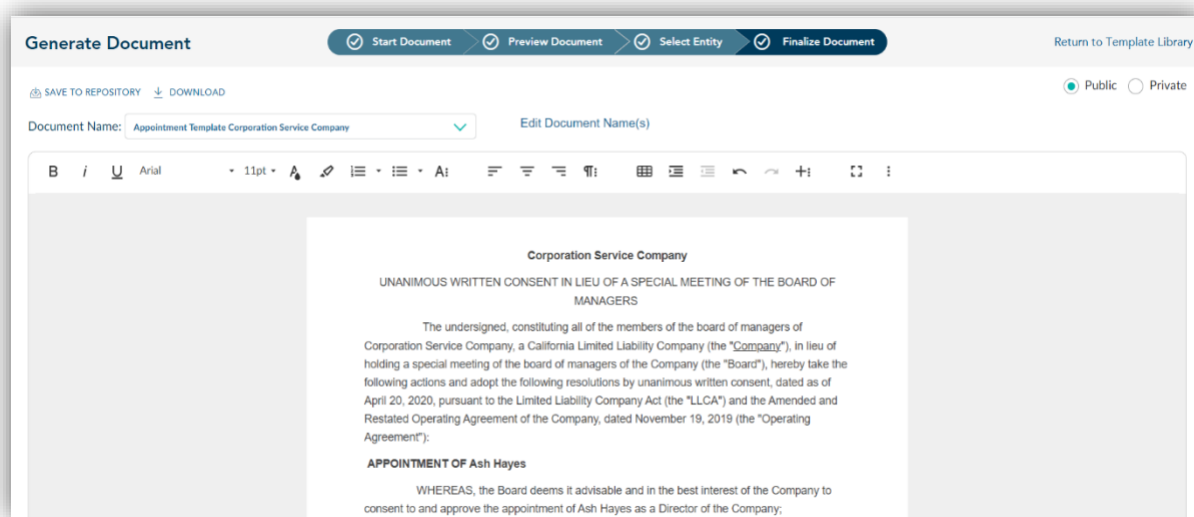 Generate Document
Start Document
Preview Document
Select Entity
Finalize Document
Return to Template Library
SAVE TO REPOSITORY
DOWNLOAD
Public
Private
Document Name:
Appointment Template Corporation Service Company
Edit Document Name(s)
B i U Arial 11pt A A
Corporation Service Company
UNANIMOUS WRITTEN CONSENT IN LIEU OF A SPECIAL MEETING OF THE BOARD OF
MANAGERS
The undersigned, constituting all of the members of the board of managers of
Corporation Service Company, a California Limited Liability Company (the "Company"), in lieu of
holding a special meeting of the board of managers of the Company (the "Board"), hereby take the
following actions and adopt the following resolutions by unanimous written consent, dated as of
April 20, 2020, pursuant to the Limited Liability Company Act (the "LLCA") and the Amended and
Restated Operating Agreement of the Company, dated November 19, 2019 (the "Operating
Agreement"):
APPOINTMENT OF Ash Hayes
WHEREAS, the Board deems it advisable and in the best interest of the Company to
consent to and approve the appointment of Ash Hayes as a Director of the Company;